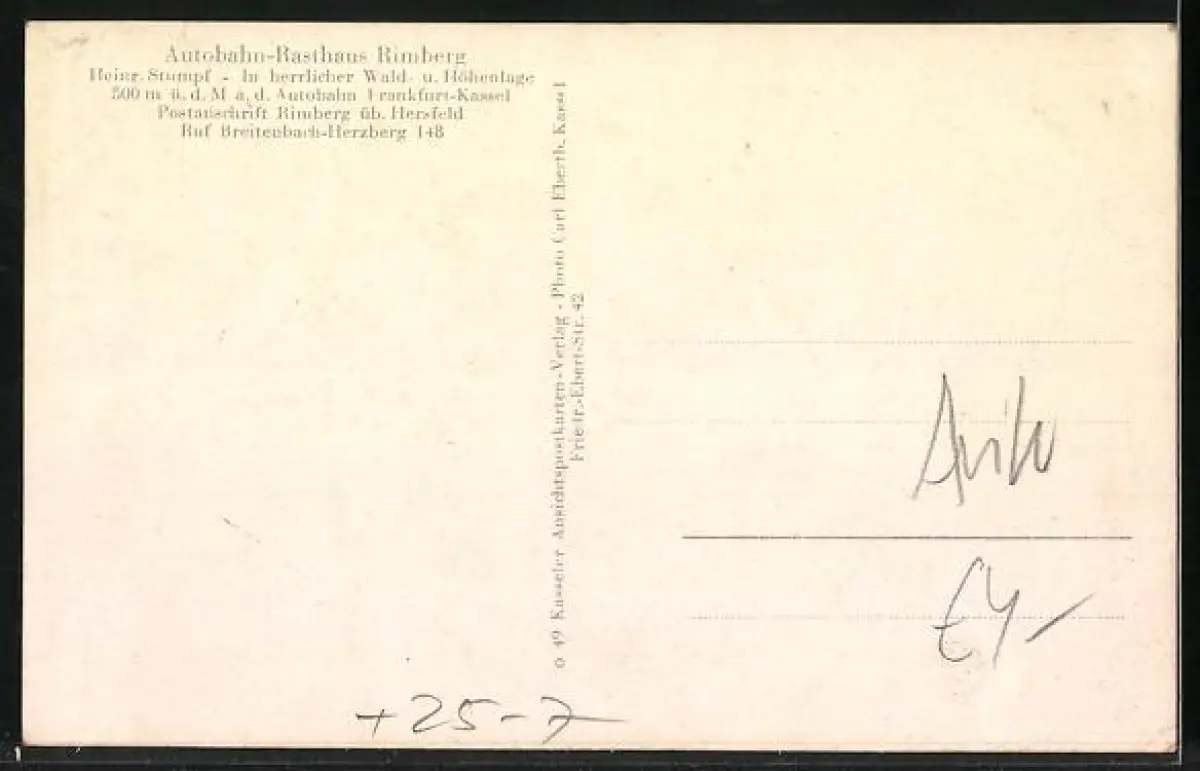 Autobahn-Rasthaus Rimberg
Heinr. Stumpf - In herrlicher Wald- u. Höhenlage
500 m ü. d. M a. d. Autobahn Frankfurt-Kassel
Postanschrift Rimberg üb. Hersfeld
Ruf Breitenbach-Herzberg 148
O 49 Kasseler Ansichtspostkarten-Verlag - Photo Carl Eberth, Kassel
Friedr.-Ebert-Str. 42
+25-7